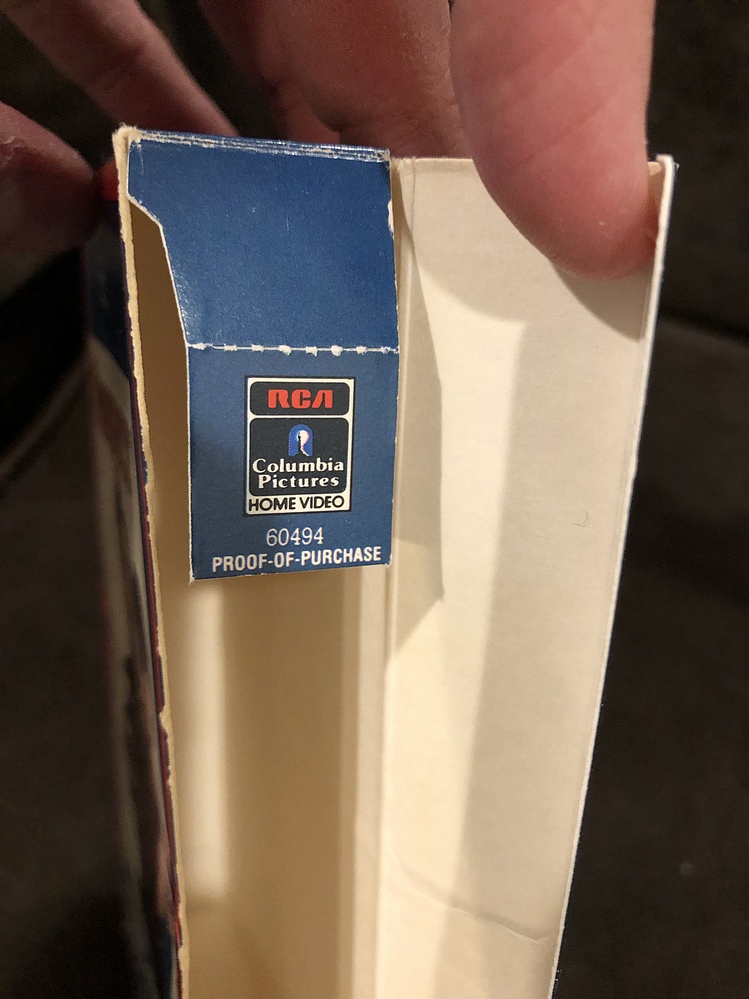 RCA
Columbia
Pictures
HOME VIDEO
60494
PROOF-OF-PURCHASE